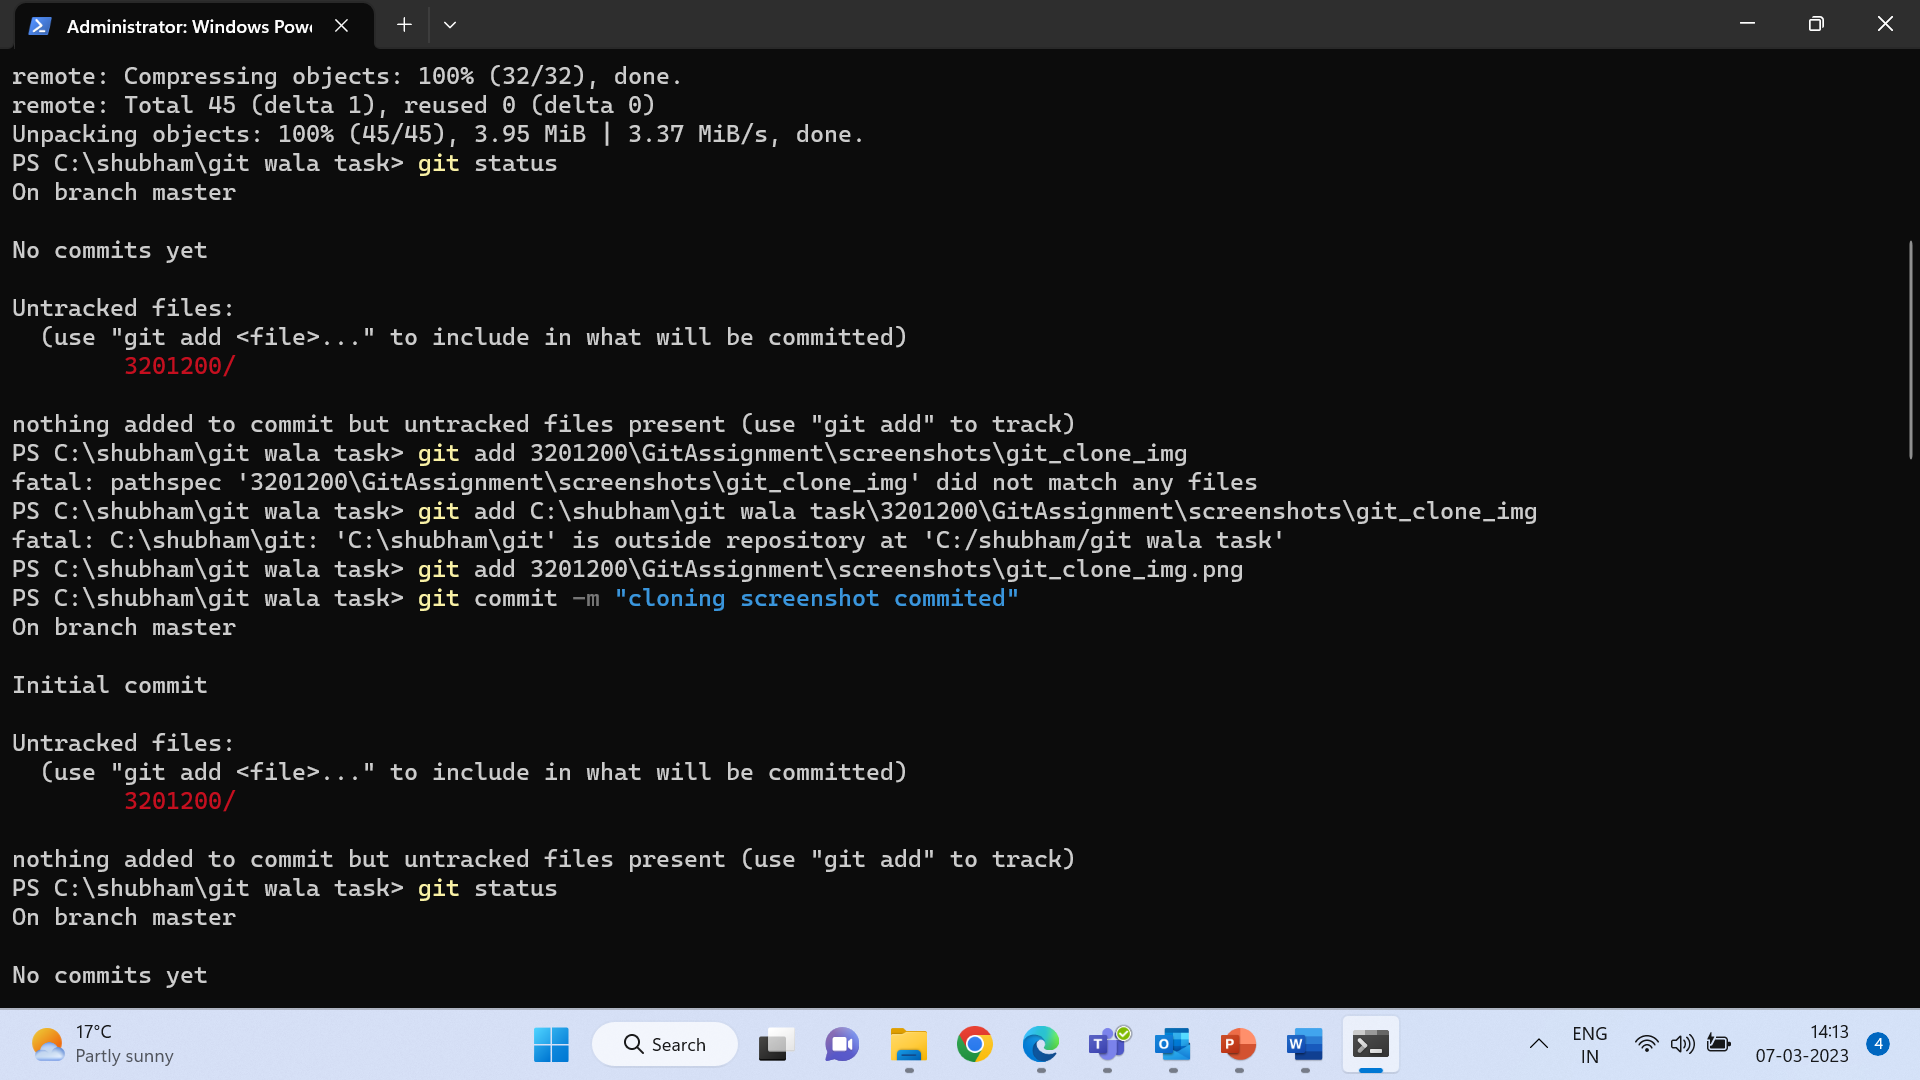 Administrator: Windows Pow
remote: Compressing objects: 100% (32/32), done.
remote: Total 45 (delta 1), reused 0 (delta 0)
Unpacking objects: 100% (45/45), 3.95 MiB | 3.37 MiB/s, done.
PS C:\shubham\git wala task> git status
On branch master
No commits yet
Untracked files:
  (use "git add <file>..." to include in what will be committed)
        3201200/
nothing added to commit but untracked files present (use "git add" to track)
PS C:\shubham\git wala task> git add 3201200\GitAssignment\screenshots\git_clone_img
fatal: pathspec '3201200\GitAssignment\screenshots\git_clone_img' did not match any files
PS C:\shubham\git wala task> git add C:\shubham\git wala task\3201200\GitAssignment\screenshots\git_clone_img
fatal: C:\shubham\git: 'C:\shubham\git' is outside repository at 'C:/shubham/git wala task'
PS C:\shubham\git wala task> git add 3201200\GitAssignment\screenshots\git_clone_img.png
PS C:\shubham\git wala task> git commit -m "cloning screenshot commited"
On branch master
Initial commit
Untracked files:
  (use "git add <file>..." to include in what will be committed)
        3201200/
nothing added to commit but untracked files present (use "git add" to track)
PS C:\shubham\git wala task> git status
On branch master
No commits yet
17°C
Partly sunny
Search
ENG
IN
14:13
07-03-2023
4